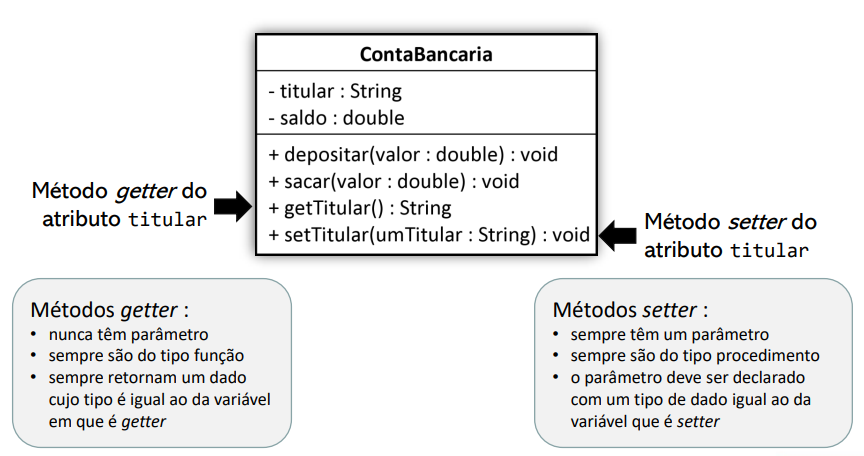 ContaBancaria
- titular : String
- saldo : double
+ depositar(valor : double) : void
+ sacar(valor : double) : void
+ getTitular() : String
+ setTitular(umTitular : String) : void
Método getter do
atributo titular
Método setter do
atributo titular
Métodos getter :
• nunca têm parâmetro
• sempre são do tipo função
• sempre retornam um dado
cujo tipo é igual ao da variável
em que é getter
Métodos setter :
• sempre têm um parâmetro
• sempre são do tipo procedimento
• o parâmetro deve ser declarado
com um tipo de dado igual ao da
variável que é setter